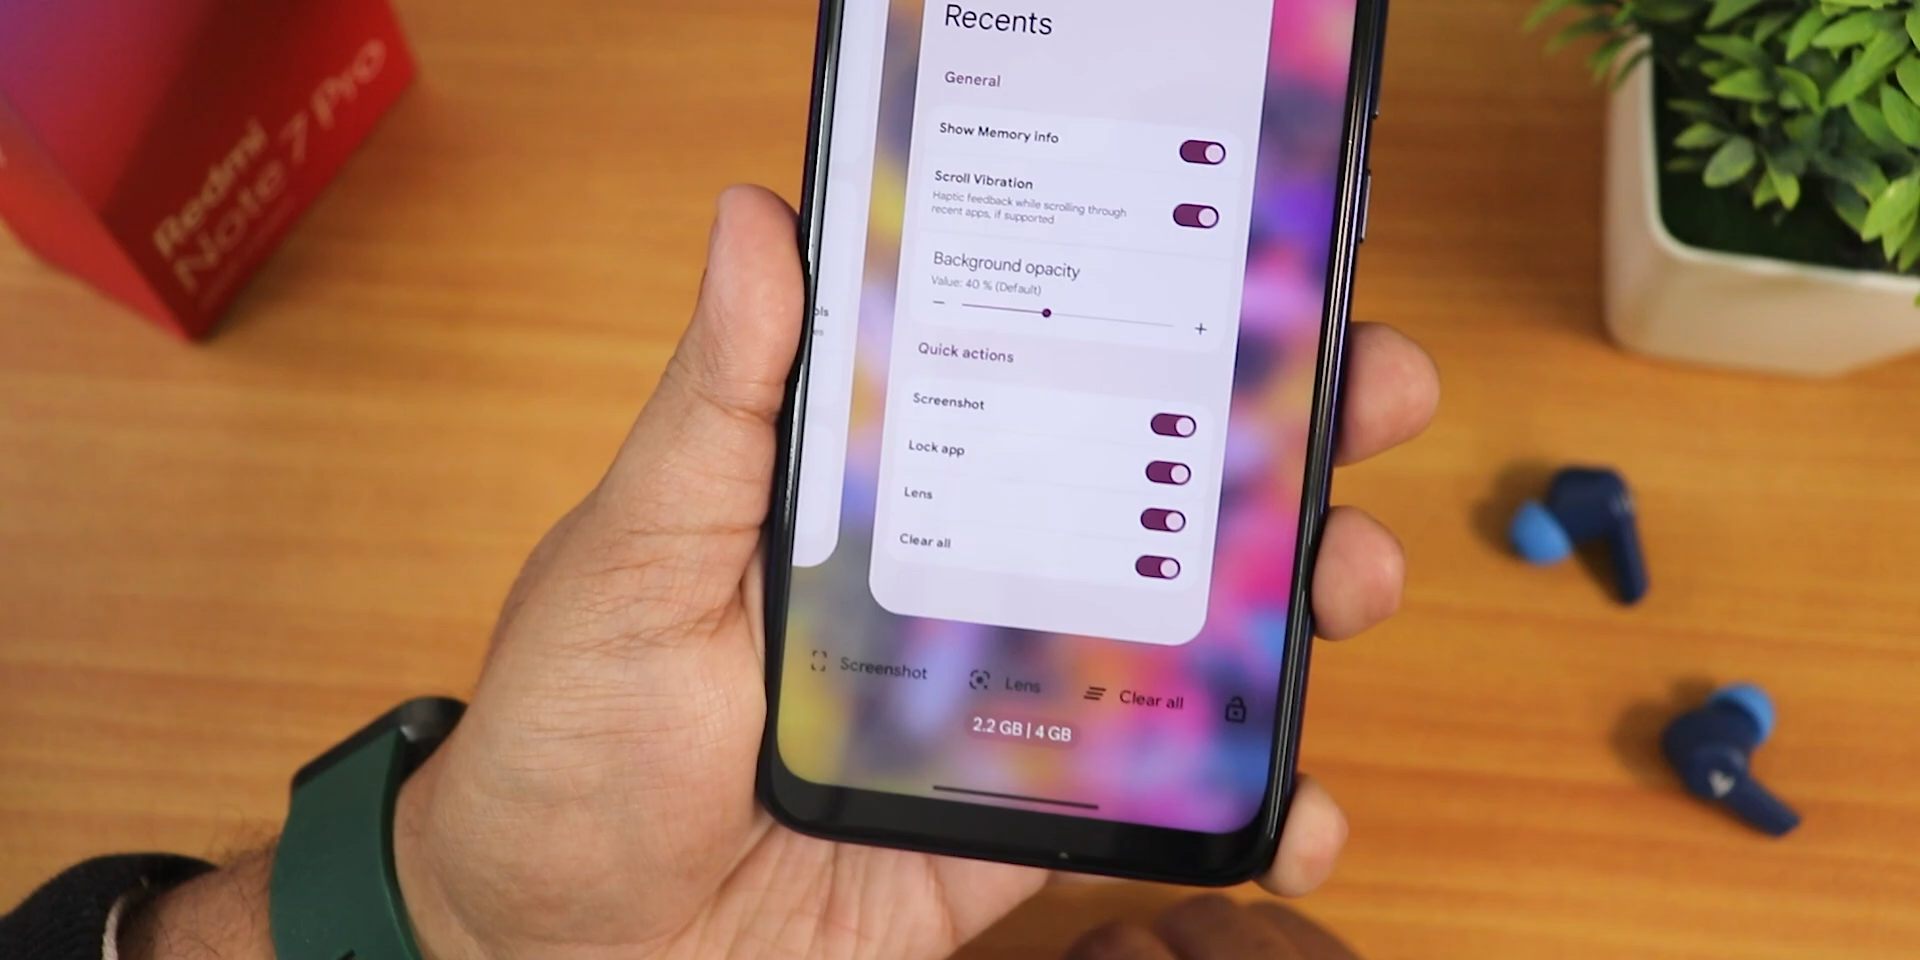 Redmi
Note 7 Pro
Recents
General
Show Memory info
Scroll Vibration
Haptic feedback while scrolling through
recent apps, if supported
Background opacity
Value: 40 % (Default)
− +
Quick actions
Screenshot
Lock app
Lens
Clear all
ols
es
Screenshot Lens Clear all
2.2 GB | 4 GB